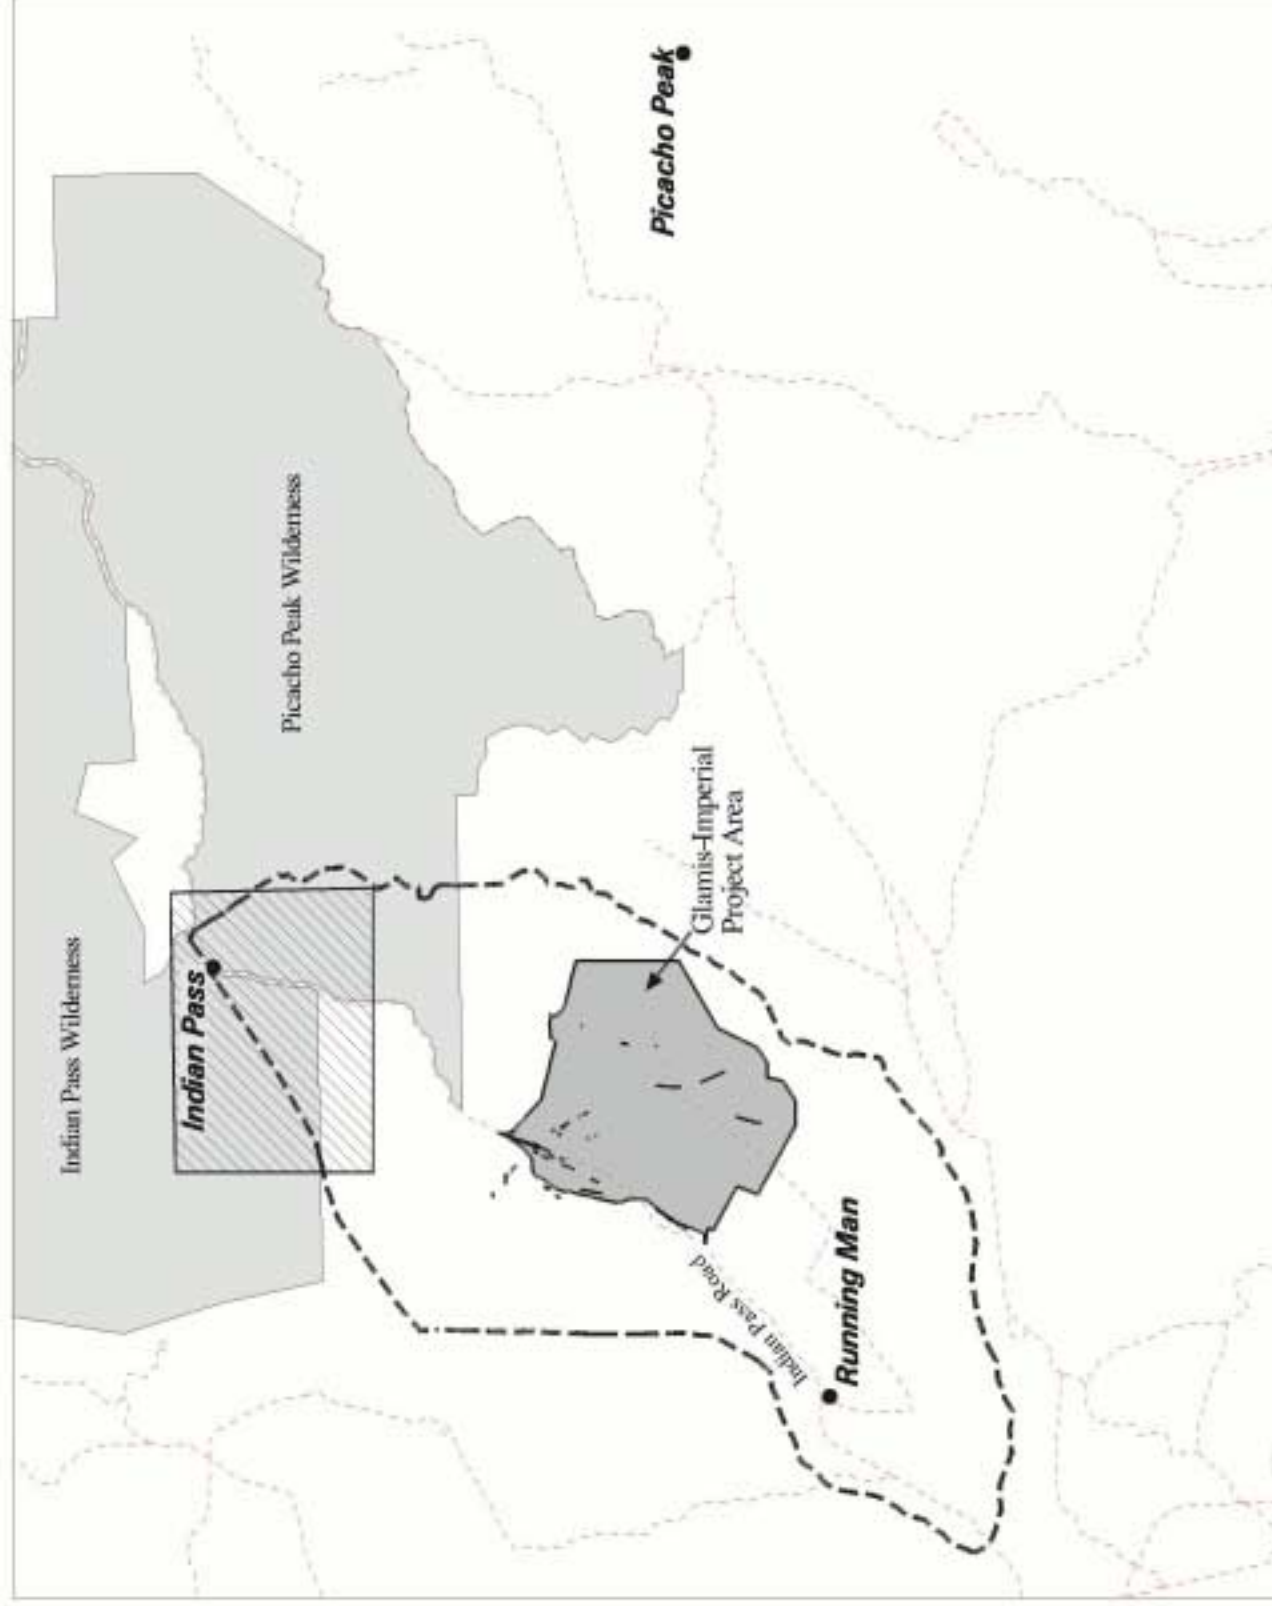 Indian Pass Wilderness
Picacho Peak Wilderness
Indian Pass
Picacho Peak
Glamis-Imperial
Project Area
Indian Pass Road
Running Man